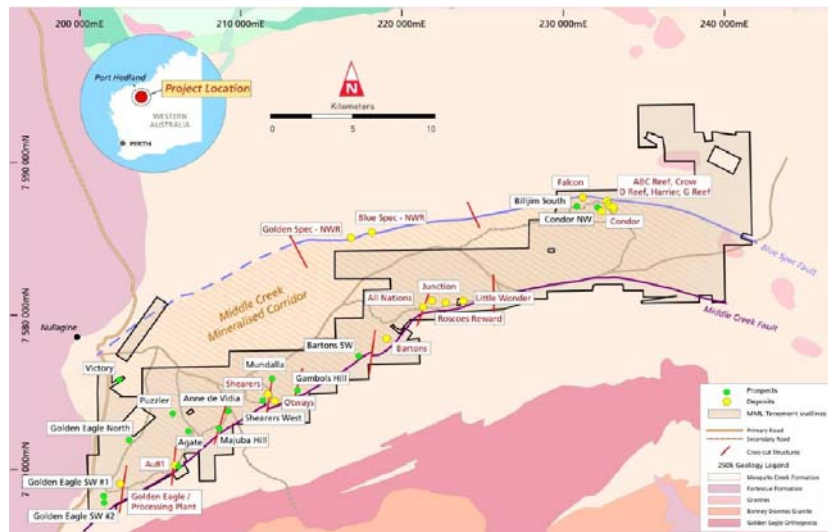 200 000mE
210 000mE
220 000mE
230 000mE
240 000mE
Port Hedland
Project Location
WESTERN
AUSTRALIA
PERTH
N
Kilometers
0 5 10
7 590 000mN
7 580 000mN
Falcon
ABC Reef, Crow
D Reef, Harrier, G Reef
Billjim South
Condor NW
Condor
Blue Spec - NWR
Golden Spec - NWR
Blue Spec Fault
Middle Creek
Mineralised Corridor
Junction
All Nations
Little Wonder
Roscoes Reward
Middle Creek Fault
Nullagine
Bartons SW
Bartons
Victory
Mundalla
Shearers
Gambols Hill
Puzzler
Anne de Vidia
Otways
Shearers West
Golden Eagle North
Agate
Majuba Hill
Au81
Golden Eagle SW #1
Golden Eagle /
Processing Plant
Golden Eagle SW #2
Prospects
Deposits
MML Tenement outlines
Primary Road
Secondary Road
Cross-cut Structures
250k Geology Legend
Mosquito Creek Formation
Fortescue Formation
Granites
Bonney Downs Granite
Golden Eagle Orthogneiss